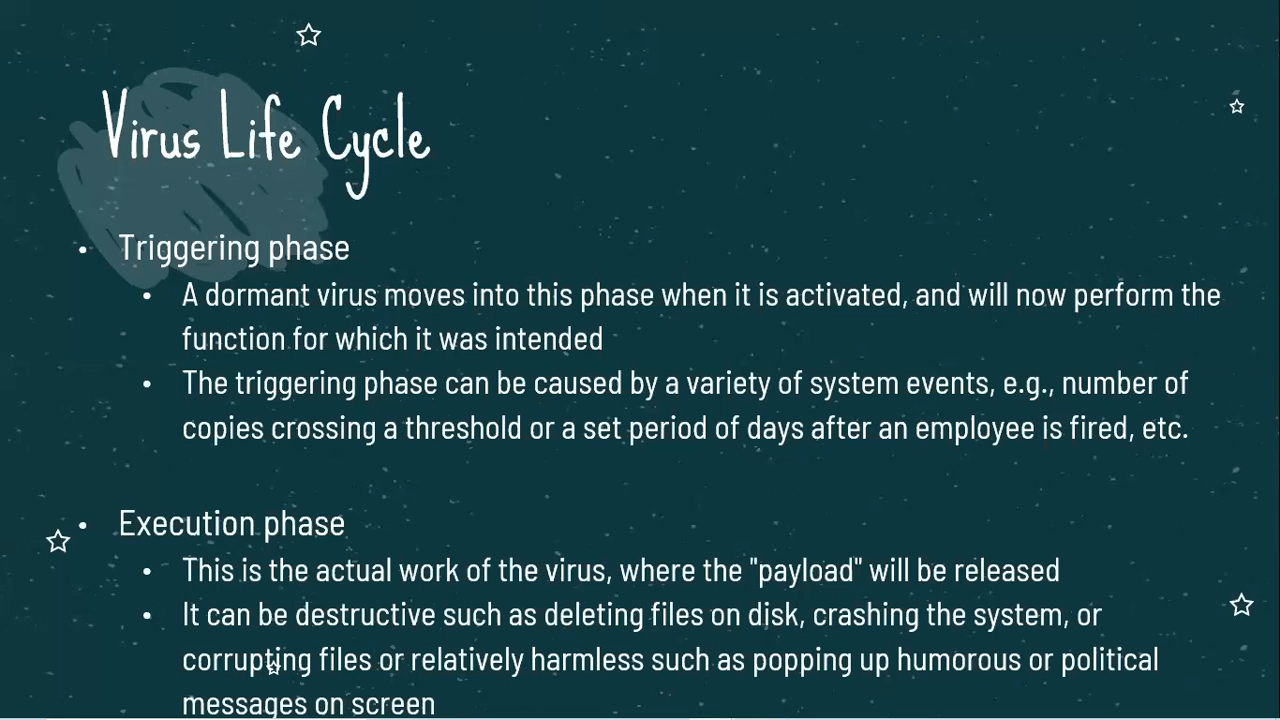 Virus Life Cycle
• Triggering phase
• A dormant virus moves into this phase when it is activated, and will now perform the
function for which it was intended
• The triggering phase can be caused by a variety of system events, e.g., number of
copies crossing a threshold or a set period of days after an employee is fired, etc.
• Execution phase
• This is the actual work of the virus, where the "payload" will be released
• It can be destructive such as deleting files on disk, crashing the system, or
corrupting files or relatively harmless such as popping up humorous or political
messages on screen